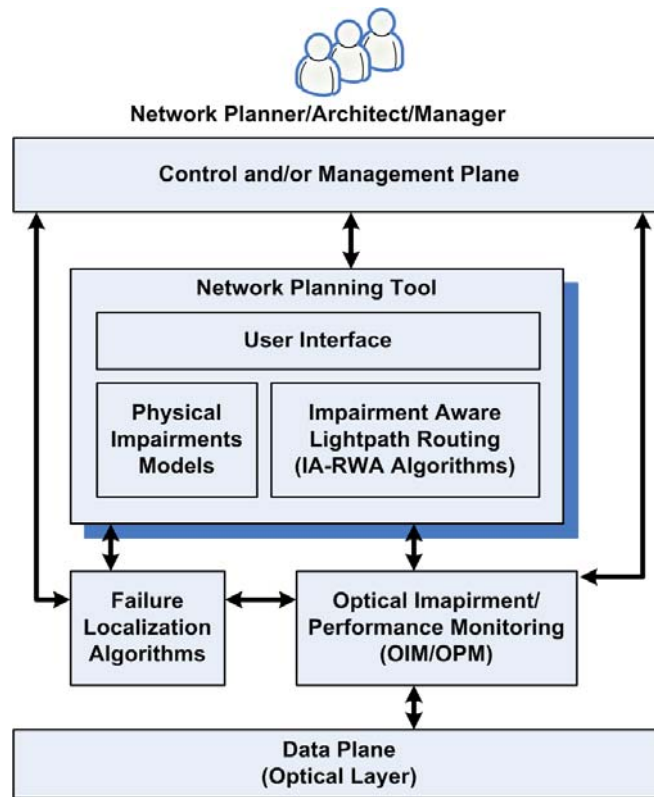 Network Planner/Architect/Manager
Control and/or Management Plane
Network Planning Tool
User Interface
Physical
Impairments
Models
Impairment Aware
Lightpath Routing
(IA-RWA Algorithms)
Failure
Localization
Algorithms
Optical Imapirment/
Performance Monitoring
(OIM/OPM)
Data Plane
(Optical Layer)